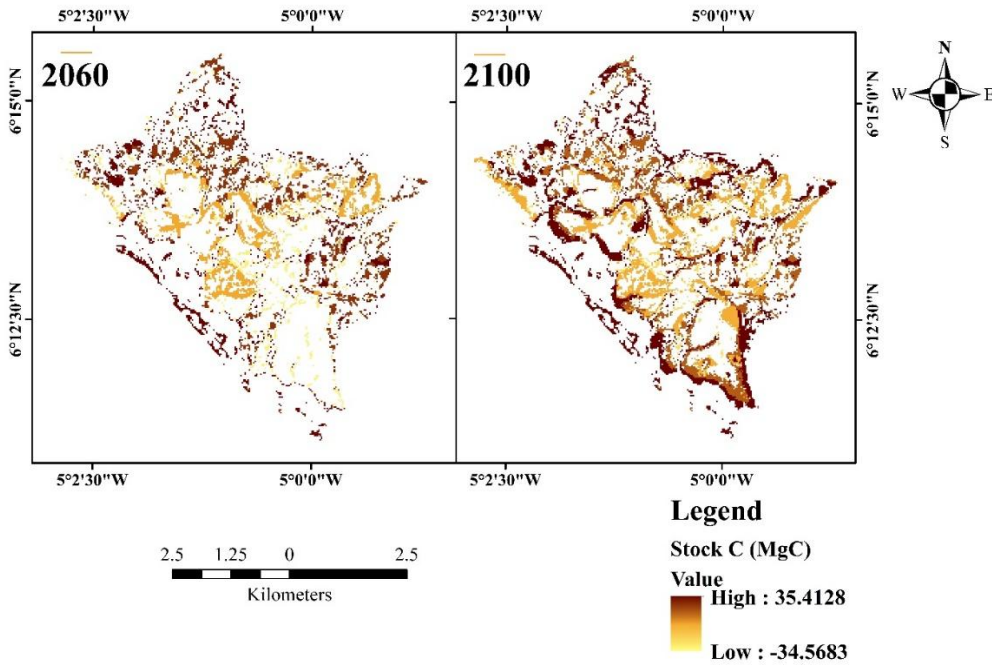 5°2'30"W 5°0'0"W 5°2'30"W 5°0'0"W
2060
2100
N
W E
S
6°15'0"N
6°15'0"N
6°12'30"N
6°12'30"N
5°2'30"W 5°0'0"W 5°2'30"W 5°0'0"W
2.5 1.25 0 2.5
Kilometers
Legend
Stock C (MgC)
Value
High : 35.4128
Low : -34.5683